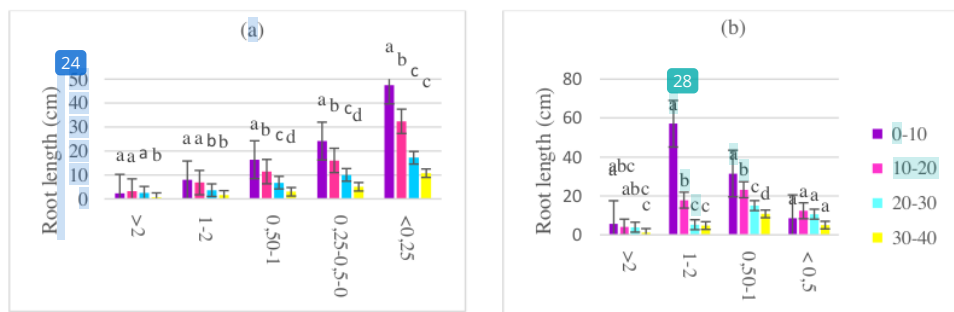 (a)
24
50
40
30
20
10
0
Root length (cm)
a a a b
a a b b
a b c d
a b c d
a b c c
>2
1-2
0,50-1
0,25-0,5-0
<0,25
(b)
28
80
60
40
20
0
Root length (cm)
a abc abc c
a b c c
a b c d
a a a a
>2
1-2
0,50-1
<0,5
0-10
10-20
20-30
30-40